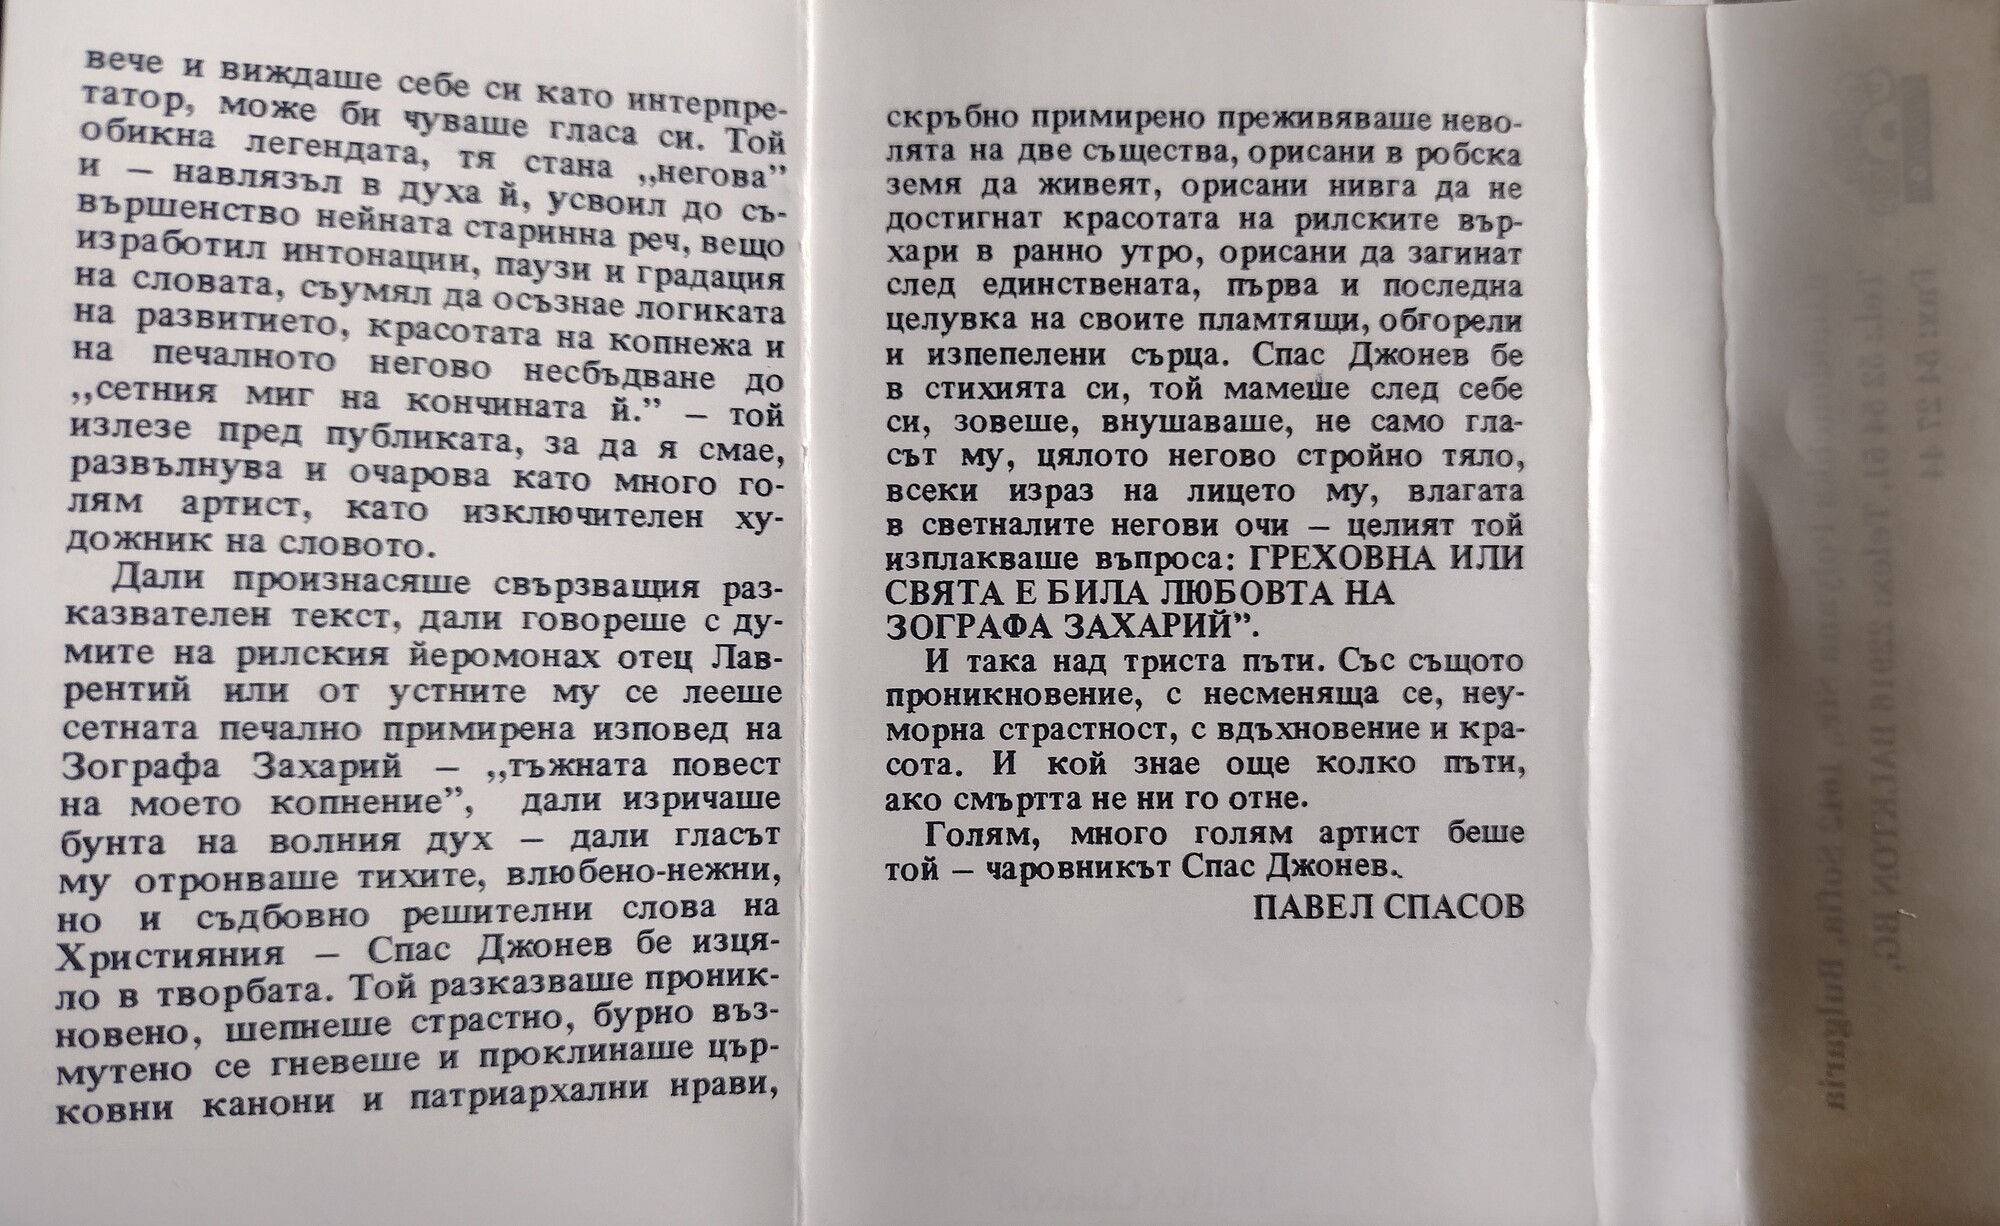 вече и виждаше себе си като интерпре-
татор, може би чуваше гласа си. Той
обикна легендата, тя стана „негова”
и – навлязъл в духа й, усвоил до съ-
вършенство нейната старинна реч, вещо
изработил интонации, паузи и градация
на словата, съумял да осъзнае логиката
на развитието, красотата на копнежа и
на печалното негово несбъдване до
„сетния миг на кончината й.” – той
излезе пред публиката, за да я смае,
развълнува и очарова като много го-
лям артист, като изключителен ху-
дожник на словото.
Дали произнасяше свързващия раз-
казвателен текст, дали говореше с ду-
мите на рилския йеромонах отец Лав-
рентий или от устните му се лееше
сетната печално примирена изповед на
Зографа Захарий – „тъжната повест
на моето копнение”, дали изричаше
бунта на волния дух – дали гласът
му отронваше тихите, влюбено-нежни,
но и съдбовно решителни слова на
Християния – Спас Джонев бе изця-
ло в творбата. Той разказваше проник-
новено, шепнеше страстно, бурно въз-
мутено се гневеше и проклинаше цър-
ковни канони и патриархални нрави,
скръбно примирено преживяваше нево-
лята на две същества, орисани в робска
земя да живеят, орисани нивга да не
достигнат красотата на рилските вър-
хари в ранно утро, орисани да загинат
след единствената, първа и последна
целувка на своите пламтящи, обгорели
и изпепелени сърца. Спас Джонев бе
в стихията си, той мамеше след себе
си, зовеше, внушаваше, не само гла-
сът му, цялото негово стройно тяло,
всеки израз на лицето му, влагата
в светналите негови очи – целият той
изплакваше въпроса: ГРЕХОВНА ИЛИ
СВЯТА Е БИЛА ЛЮБОВТА НА
ЗОГРАФА ЗАХАРИЙ”.
И така над триста пъти. Със същото
проникновение, с несменяща се, неу-
морна страстност, с вдъхновение и кра-
сота. И кой знае още колко пъти,
ако смъртта не ни го отне.
Голям, много голям артист беше
той – чаровникът Спас Джонев.
ПАВЕЛ СПАСОВ